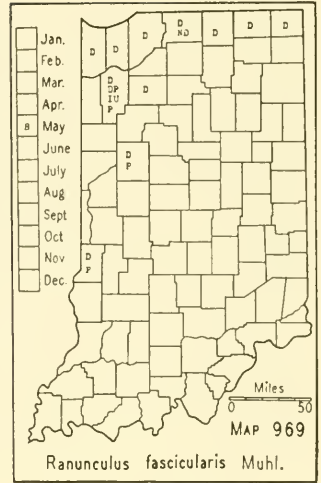 Jan.
Feb.
Mar.
Apr.
8 May
June
July
Aug
Sept
Oct
Nov
Dec.
D D D D ND D D D
D DP IU P D
D P
D P
Miles
0 50
MAP 969
Ranunculus fascicularis Muhl.